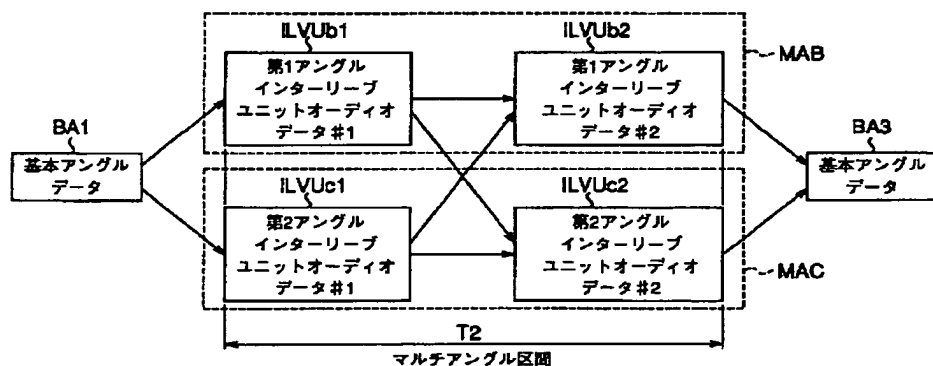 ILVUb1
ILVUb2
MAB
第1アングル
インターリーブ
ユニットオーディオ
データ#1
第1アングル
インターリーブ
ユニットオーディオ
データ#2
BA1
基本アングル
データ
BA3
基本アングル
データ
ILVUc1
ILVUc2
第2アングル
インターリーブ
ユニットオーディオ
データ#1
第2アングル
インターリーブ
ユニットオーディオ
データ#2
MAC
T2
マルチアングル区間